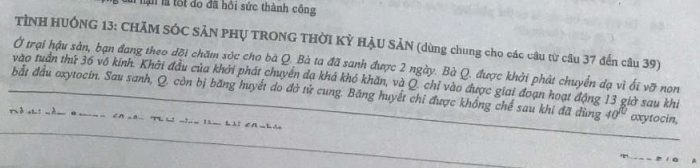 là tốt do đã hồi sức thành công
TÌNH HUỐNG 13: CHĂM SÓC SẢN PHỤ TRONG THỜI KỲ HẬU SẢN (dùng chung cho các câu từ câu 37 đến câu 39)
Ở trại hậu sản, bạn đang theo dõi chăm sóc cho bà Q. Bà ta đã sanh được 2 ngày. Bà Q. được khởi phát chuyển dạ vì ối vỡ non
vào tuần thứ 36 vô kinh. Khởi đầu của khởi phát chuyển dạ khá khó khăn, và Q. chỉ vào được giai đoạn hoạt động 13 giờ sau khi
bắt đầu oxytocin. Sau sanh, Q. còn bị băng huyết do đờ tử cung. Băng huyết chỉ được khống chế sau khi đã dùng 40 oxytocin,